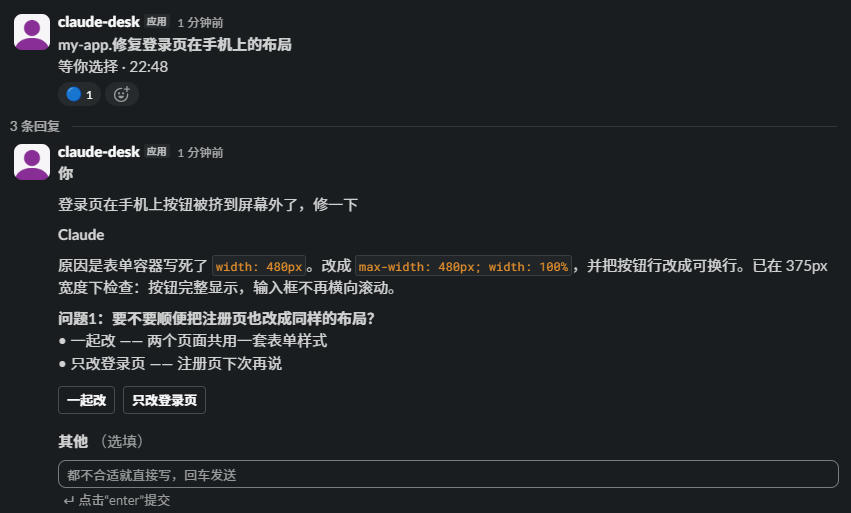 claude-desk 应用 1 分钟前
my-app.修复登录页在手机上的布局
等你选择 · 22:48
1
3 条回复
claude-desk 应用 1 分钟前
你
登录页在手机上按钮被挤到屏幕外了，修一下
Claude
原因是表单容器写死了 width: 480px。改成 max-width: 480px; width: 100%，并把按钮行改成可换行。已在 375px
宽度下检查：按钮完整显示，输入框不再横向滚动。
问题1：要不要顺便把注册页也改成同样的布局？
• 一起改 —— 两个页面共用一套表单样式
• 只改登录页 —— 注册页下次再说
一起改 只改登录页
其他 （选填）
都不合适就直接写，回车发送
↵ 点击“enter”提交